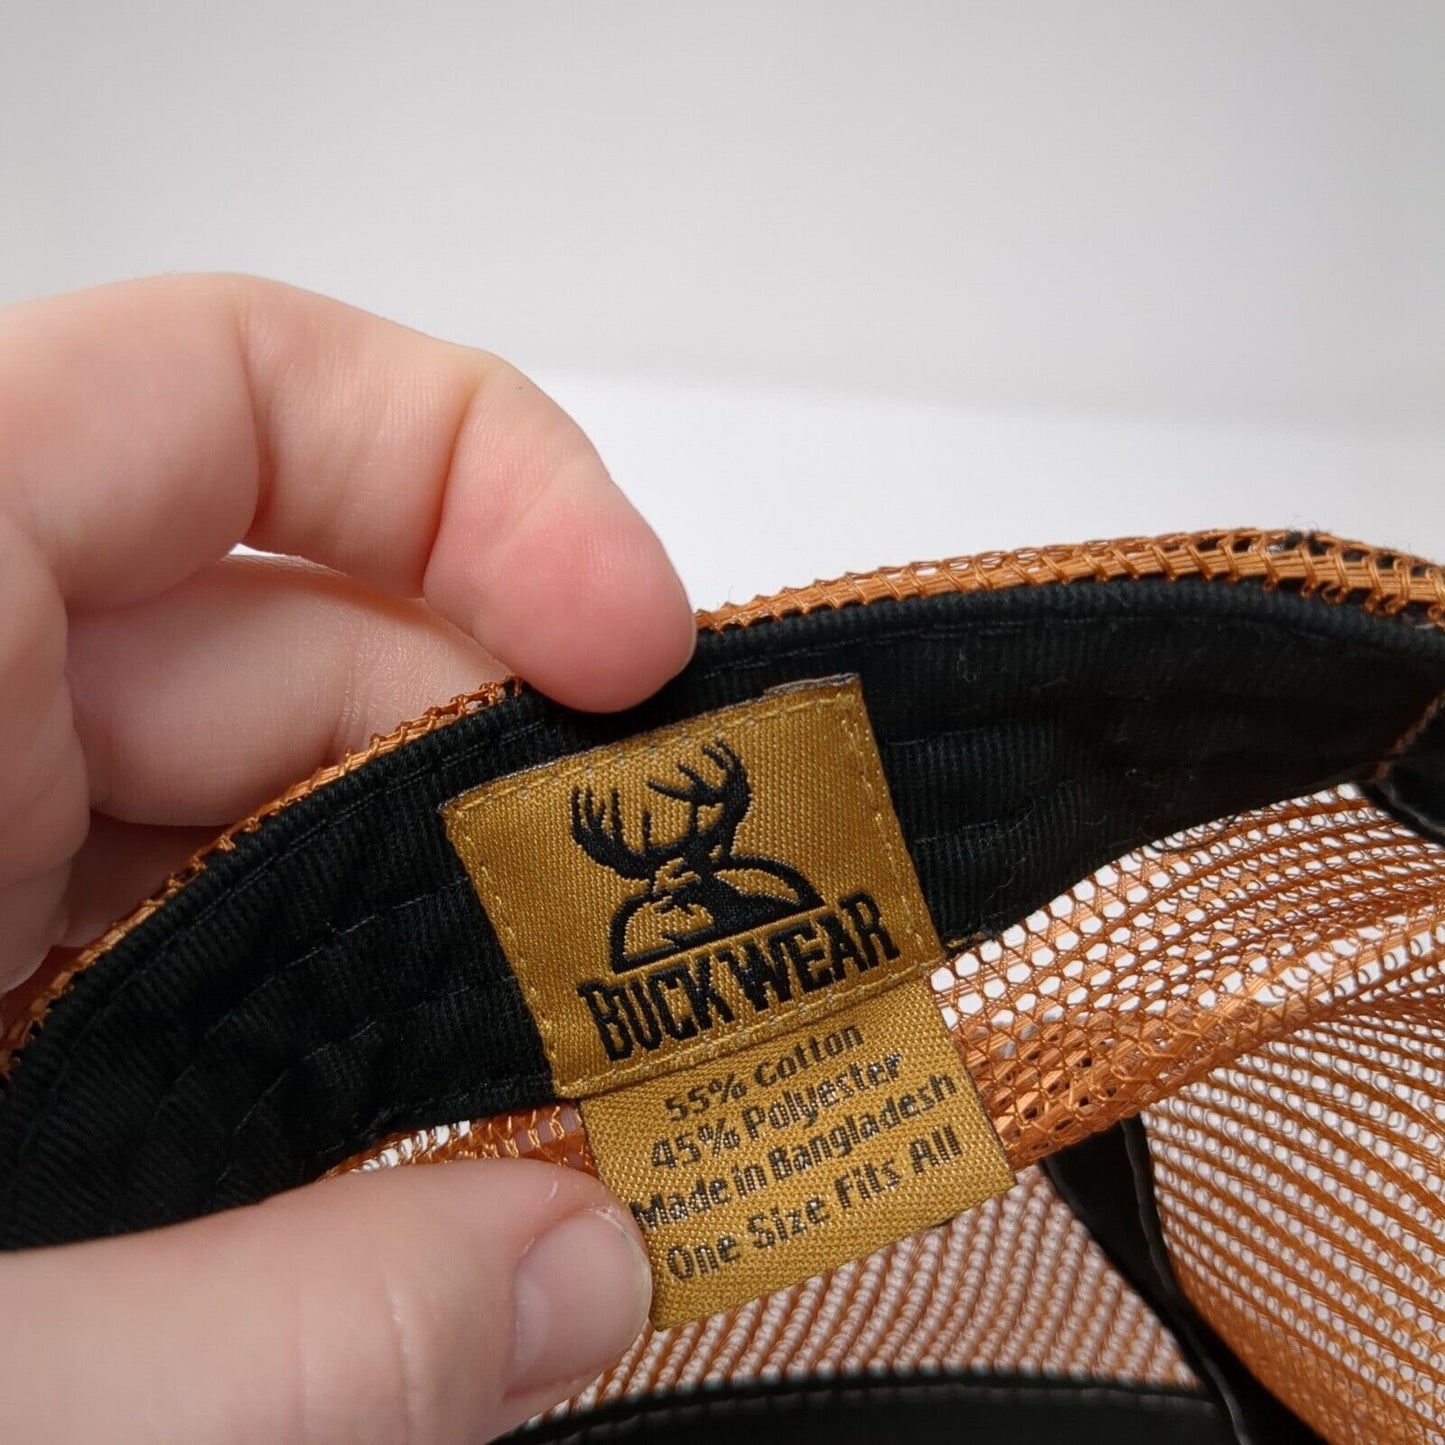 BUCKWEAR
55% Cotton
45% Polyester
Made in Bangladesh
One Size Fits All